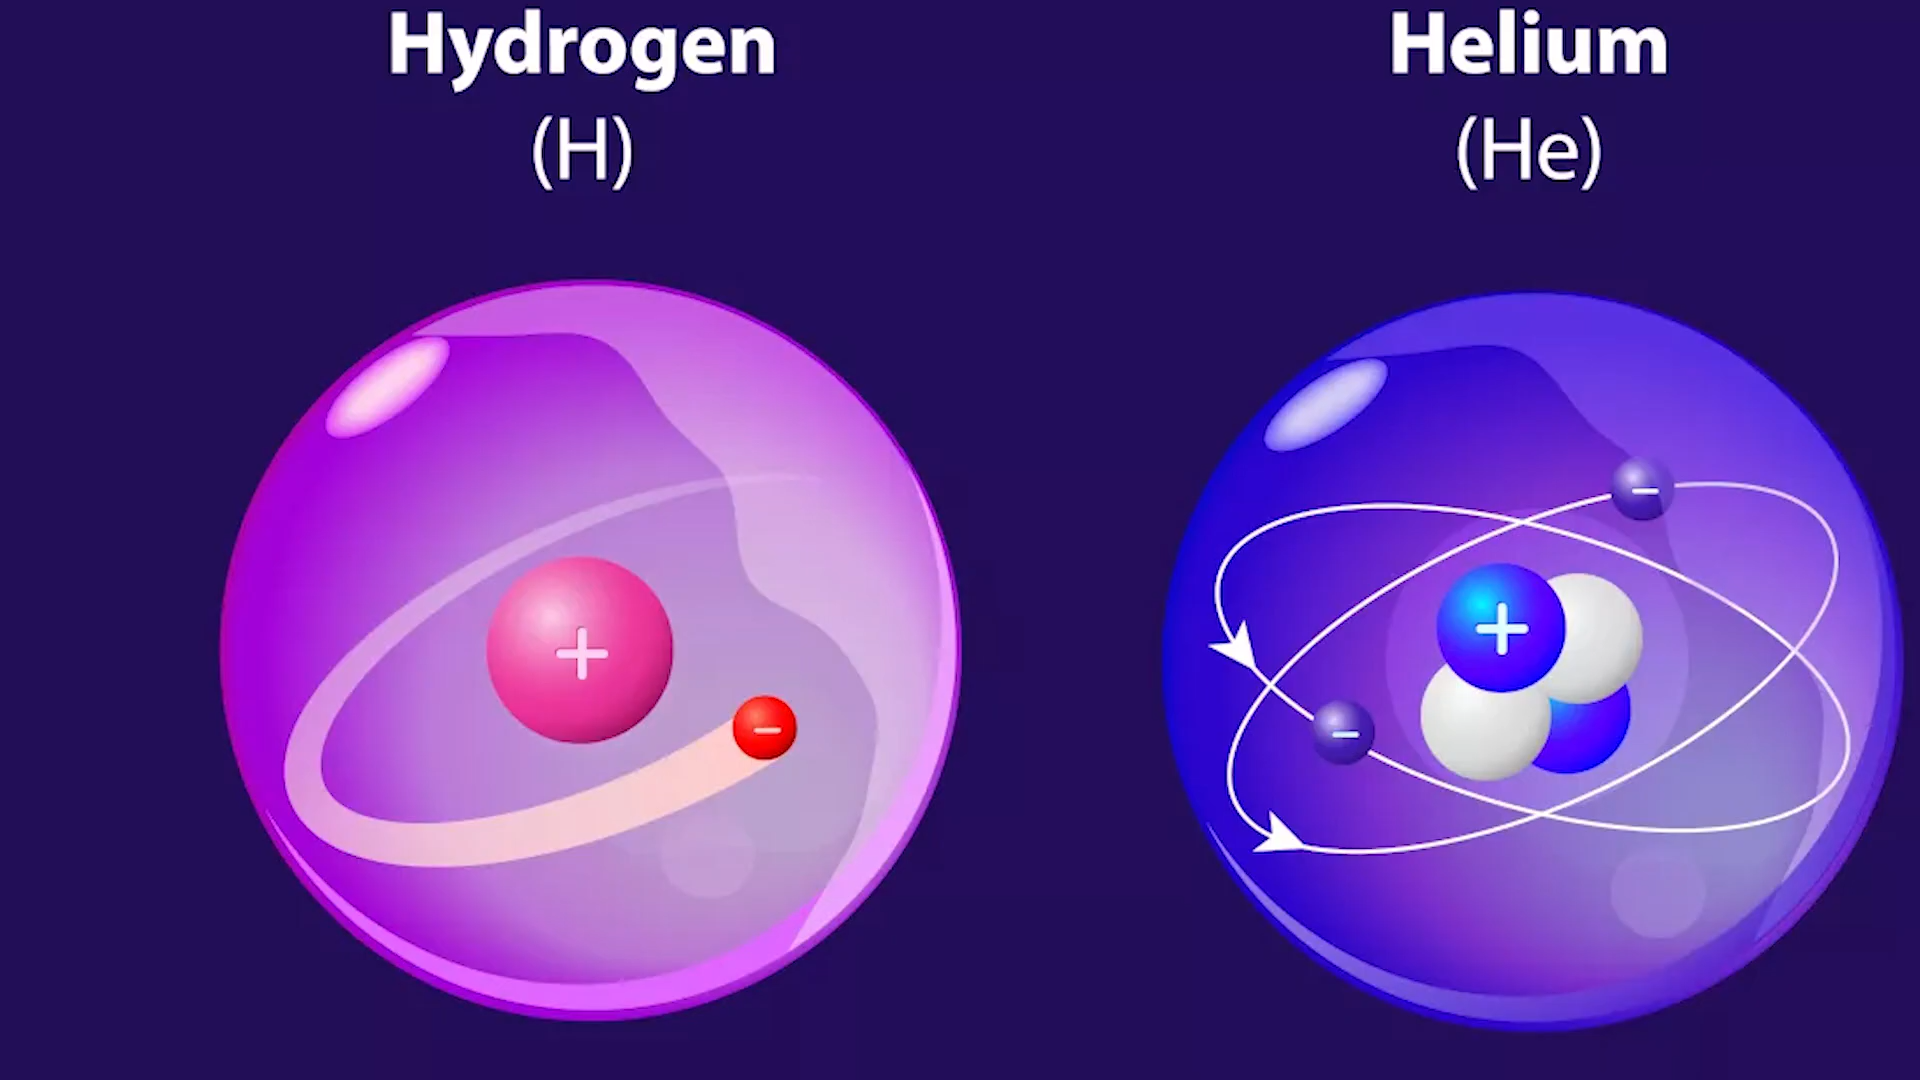 Hydrogen
(H)
Helium
(He)
+
−
−
+
−